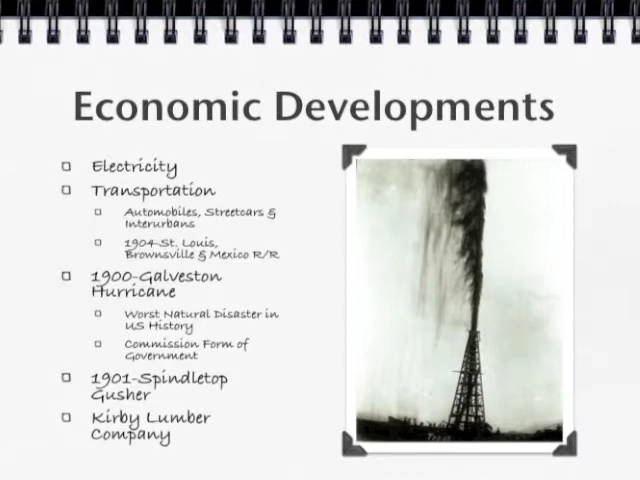 Economic Developments
Electricity
Transportation
Automobiles, Streetcars &
Interurbans
1904-St. Louis,
Brownsville & Mexico R/R
1900-Galveston
Hurricane
Worst Natural Disaster in
US History
Commission Form of
Government
1901-Spindletop
Gusher
Kirby Lumber
Company